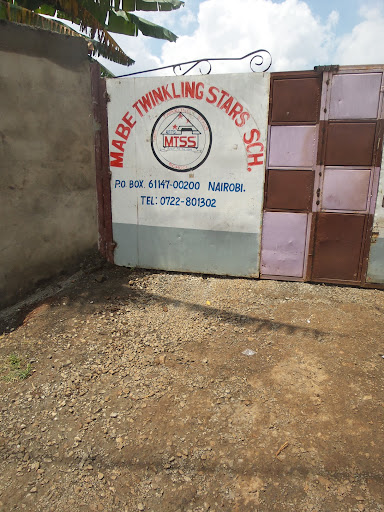 MABE TWINKLING STARS SCH.
MTSS
P.O. BOX. 61147-00200 NAIROBI.
TEL: 0722-801302